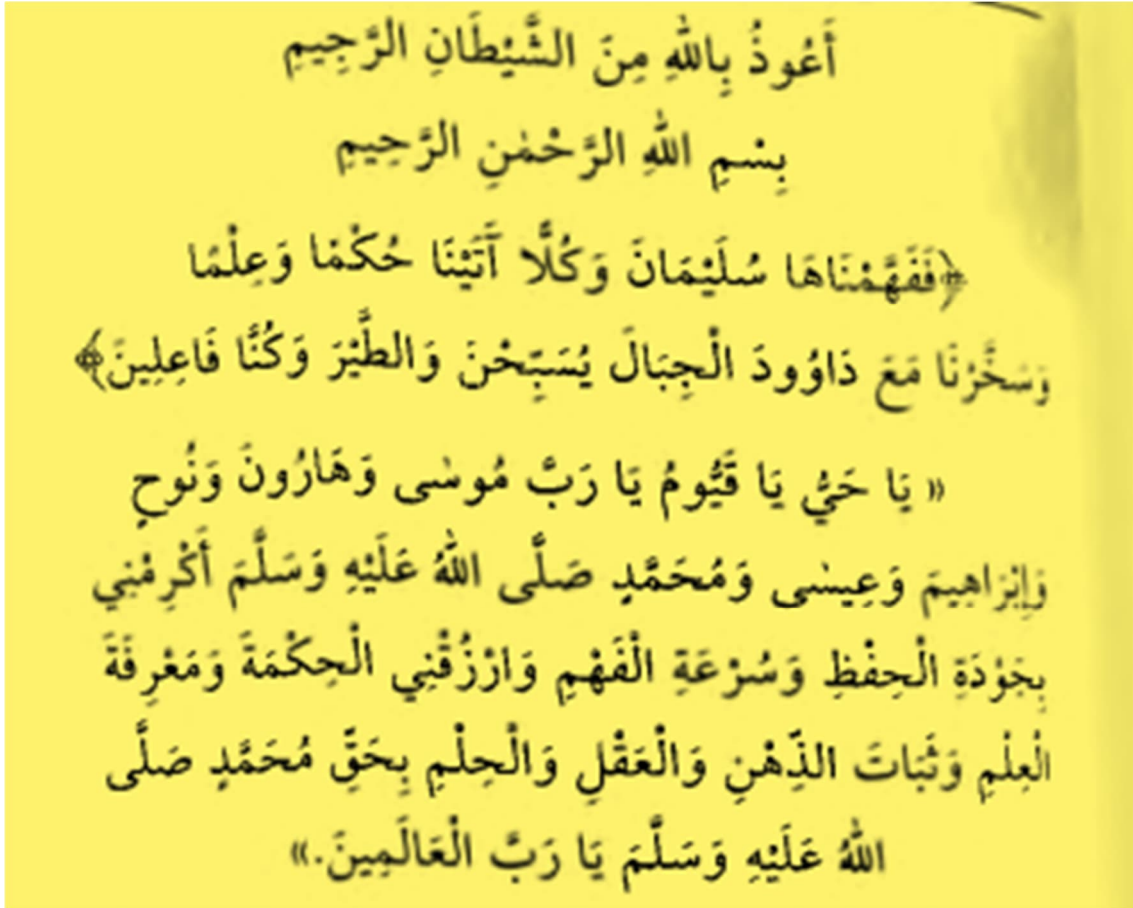 أَعُوذُ بِاللهِ مِنَ الشَّيْطَانِ الرَّجِيمِ
بِسْمِ اللهِ الرَّحْمٰنِ الرَّحِيمِ
﴿فَفَهَّمْنَاهَا سُلَيْمَانَ وَكُلًّا آَتَيْنَا حُكْمًا وَعِلْمًا
وَسَخَّرْنَا مَعَ دَاوُودَ الْجِبَالَ يُسَبِّحْنَ وَالطَّيْرَ وَكُنَّا فَاعِلِينَ﴾
« يَا حَيُّ يَا قَيُّومُ يَا رَبَّ مُوسٰى وَهَارُونَ وَنُوحٍ
وَإِبْرَاهِيمَ وَعِيسٰى وَمُحَمَّدٍ صَلَّى اللهُ عَلَيْهِ وَسَلَّمَ أَكْرِمْنِي
بِجَوْدَةِ الْحِفْظِ وَسُرْعَةِ الْفَهْمِ وَارْزُقْنِي الْحِكْمَةَ وَمَعْرِفَةَ
الْعِلْمِ وَثَبَاتَ الذِّهْنِ وَالْعَقْلِ وَالْحِلْمِ بِحَقِّ مُحَمَّدٍ صَلَّى
اللهُ عَلَيْهِ وَسَلَّمَ يَا رَبَّ الْعَالَمِينَ.»